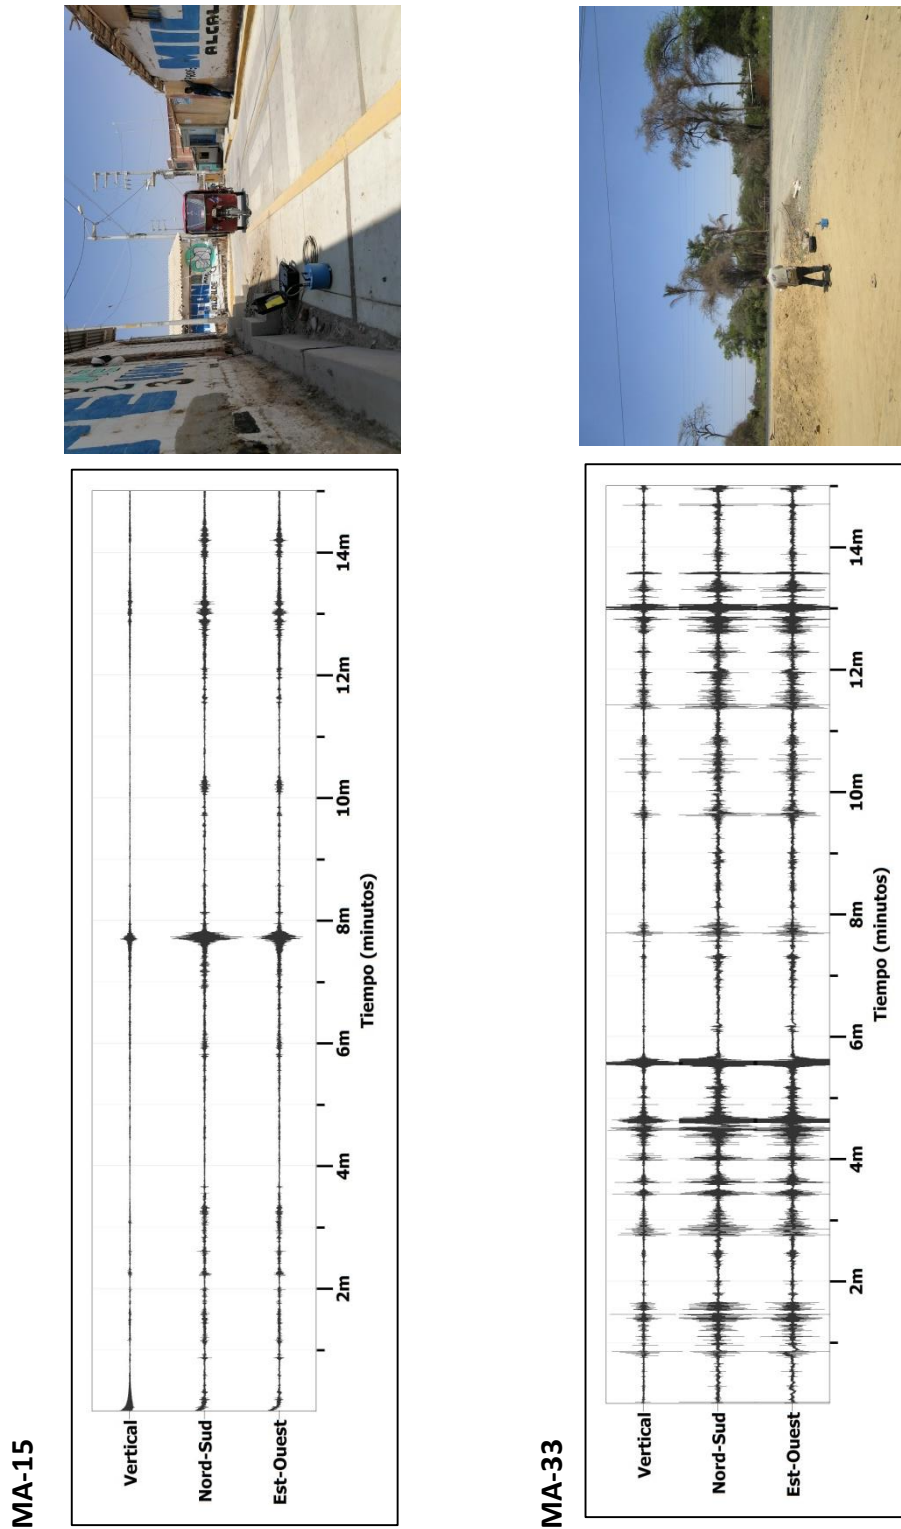 MA-15
Vertical
Nord-Sud
Est-Ouest
2m 4m 6m 8m 10m 12m 14m
Tiempo (minutos)
MA-33
Vertical
Nord-Sud
Est-Ouest
2m 4m 6m 8m 10m 12m 14m
Tiempo (minutos)